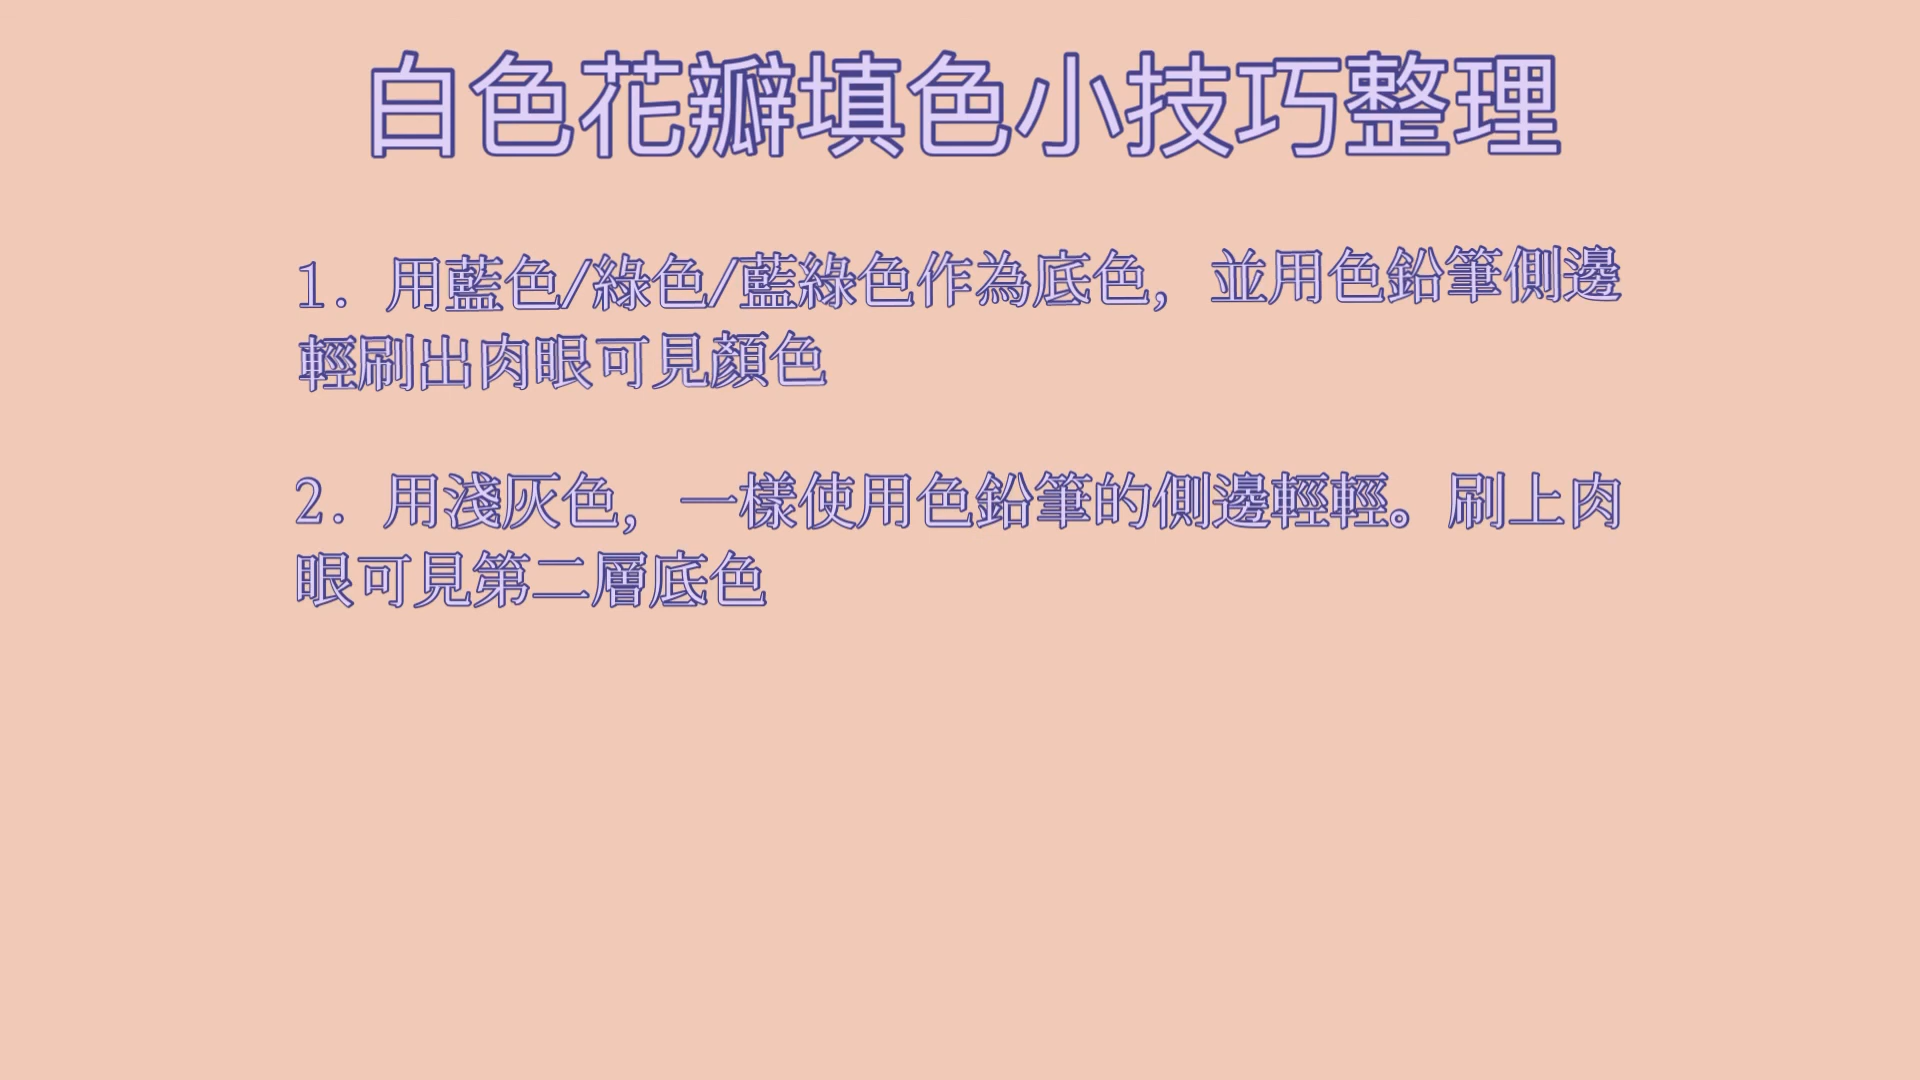 白色花瓣填色小技巧整理
1. 用藍色/綠色/藍綠色作為底色, 並用色鉛筆側邊
輕刷出肉眼可見顏色
2. 用淺灰色, 一樣使用色鉛筆的側邊輕輕。刷上肉
眼可見第二層底色